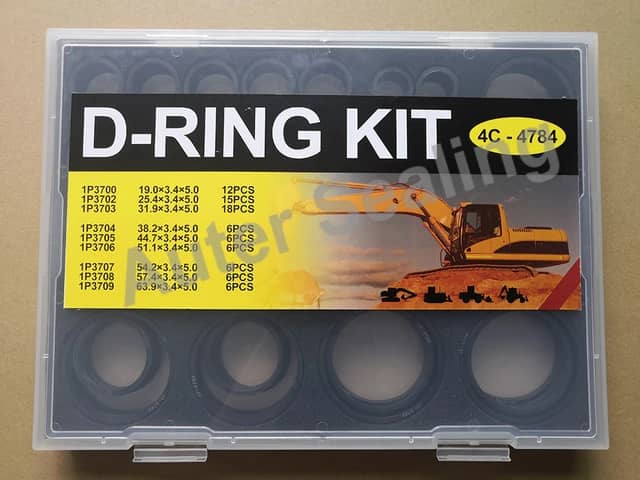 D-RING KIT 4C - 4784
1P3700 19.0×3.4×5.0 12PCS
1P3702 25.4×3.4×5.0 15PCS
1P3703 31.9×3.4×5.0 18PCS
1P3704 38.2×3.4×5.0 6PCS
1P3705 44.7×3.4×5.0 6PCS
1P3706 51.1×3.4×5.0 6PCS
1P3707 54.2×3.4×5.0 6PCS
1P3708 57.4×3.4×5.0 6PCS
1P3709 63.9×3.4×5.0 6PCS
Auter Sealing